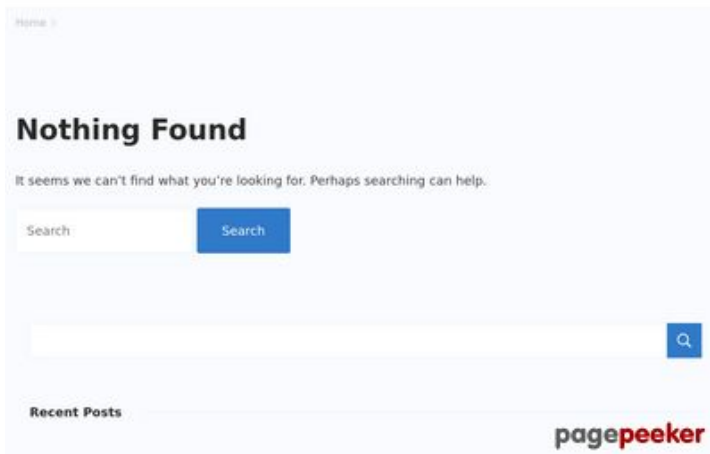 Home »
Nothing Found
It seems we can't find what you're looking for. Perhaps searching can help.
Search
Search
Recent Posts
pagepeeker